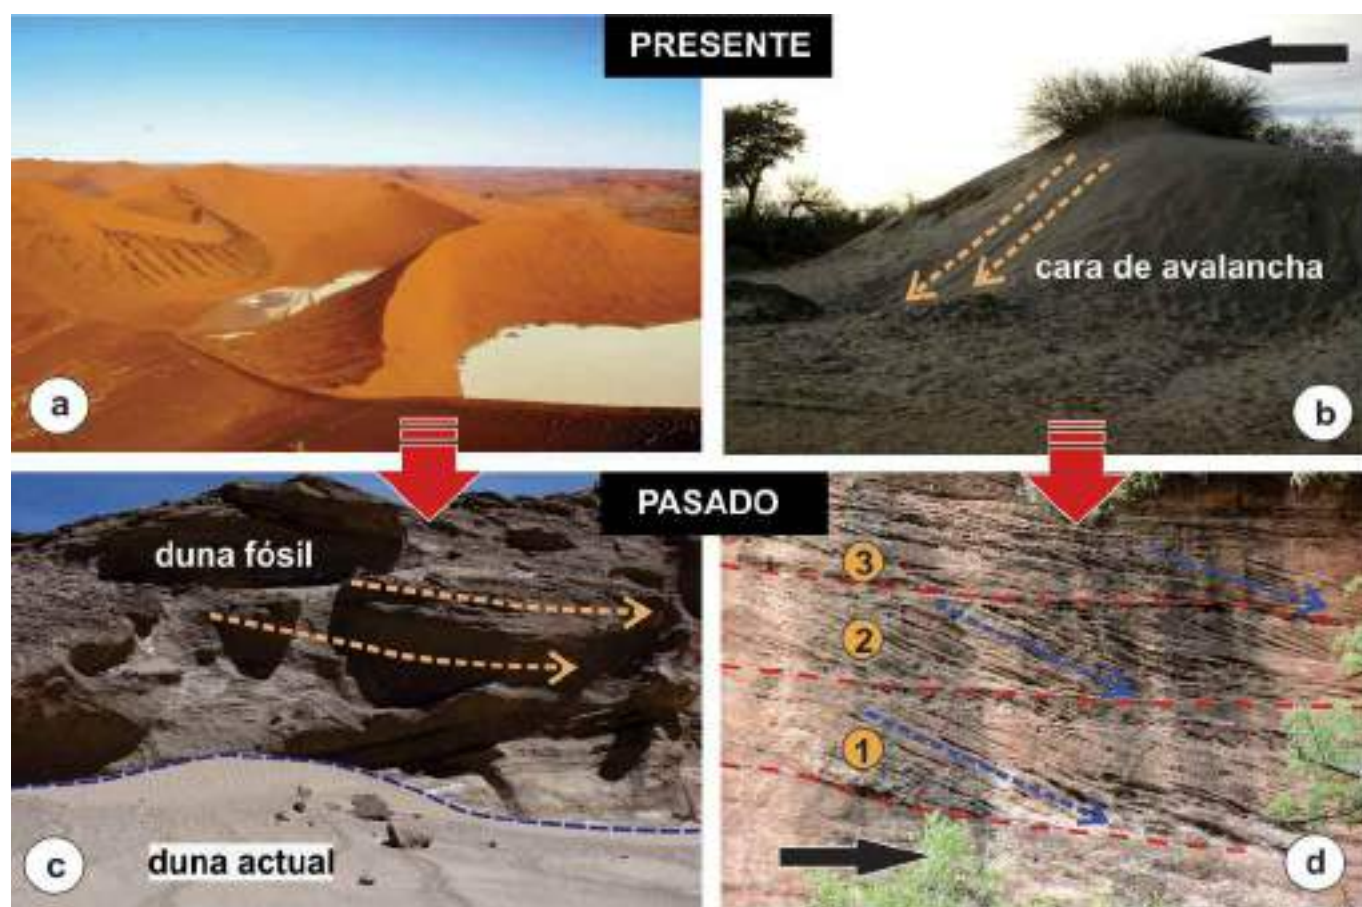 PRESENTE
cara de avalancha
a
b
PASADO
duna fósil
3
2
1
duna actual
c
d